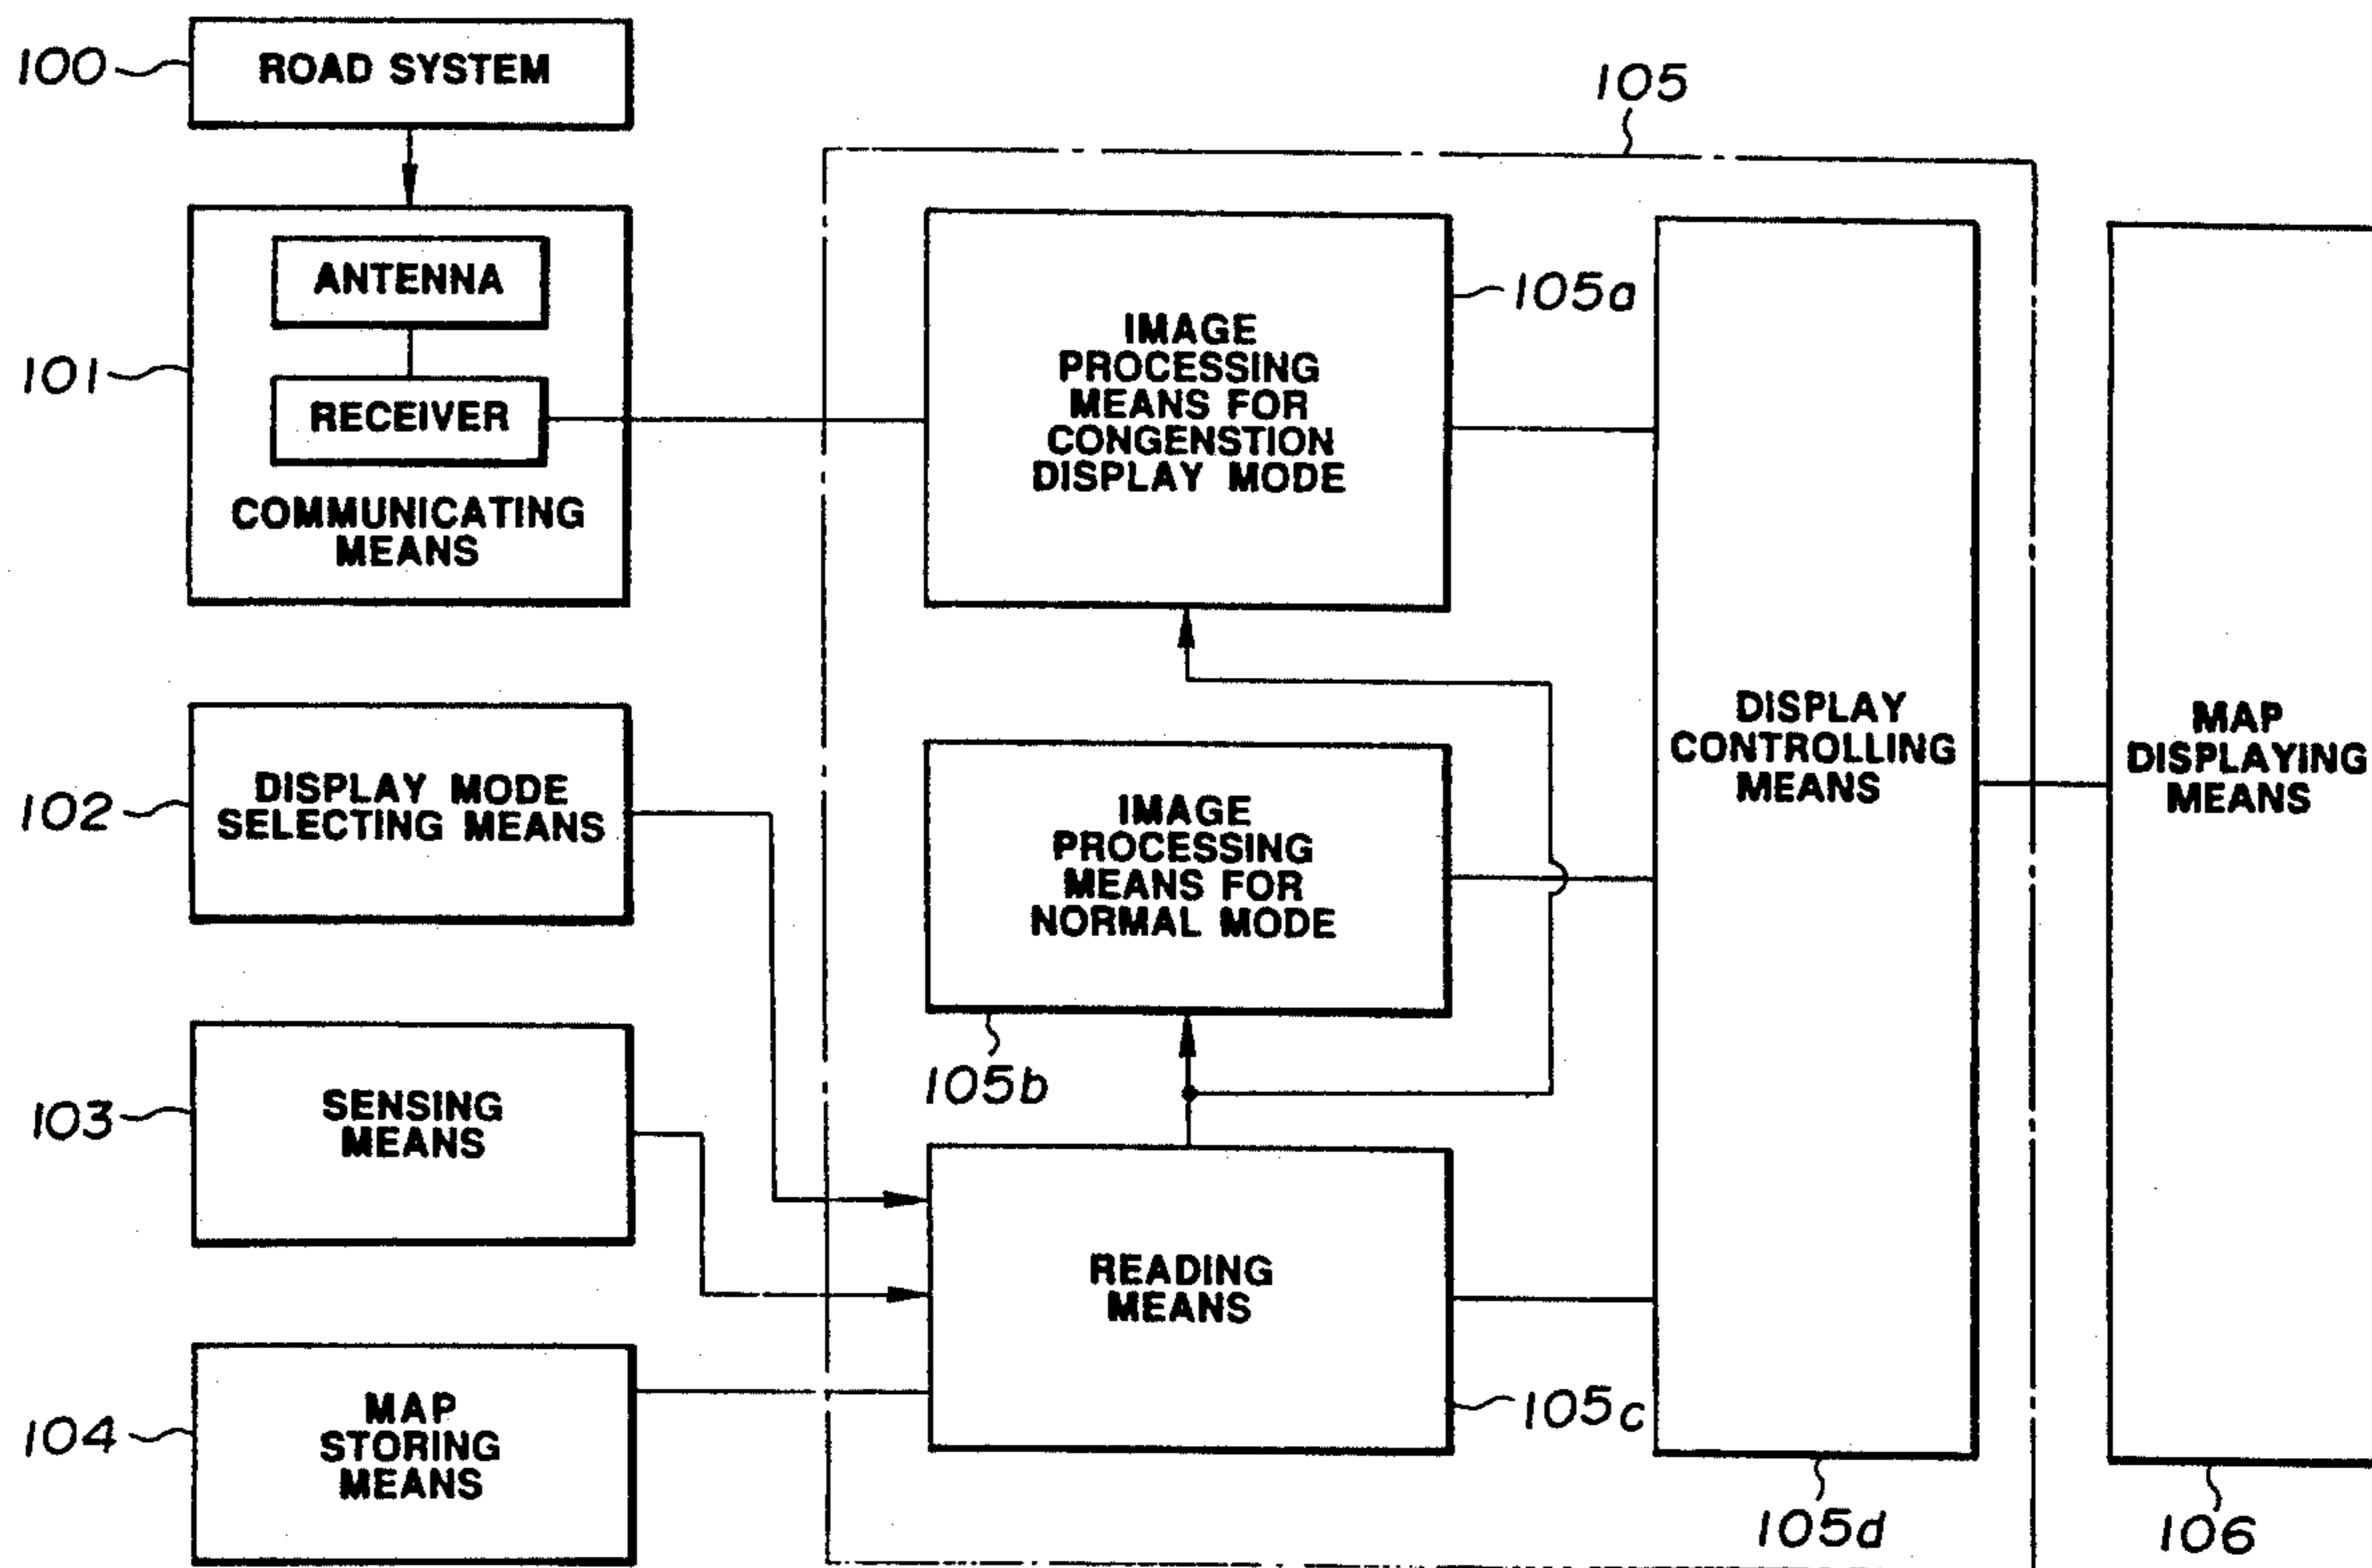 100
ROAD SYSTEM
101
ANTENNA
RECEIVER
COMMUNICATING
MEANS
102
DISPLAY MODE
SELECTING MEANS
103
SENSING
MEANS
104
MAP
STORING
MEANS
105
IMAGE
PROCESSING
MEANS FOR
CONGENSTION
DISPLAY MODE
105a
IMAGE
PROCESSING
MEANS FOR
NORMAL MODE
105b
READING
MEANS
105c
DISPLAY
CONTROLLING
MEANS
105d
MAP
DISPLAYING
MEANS
106